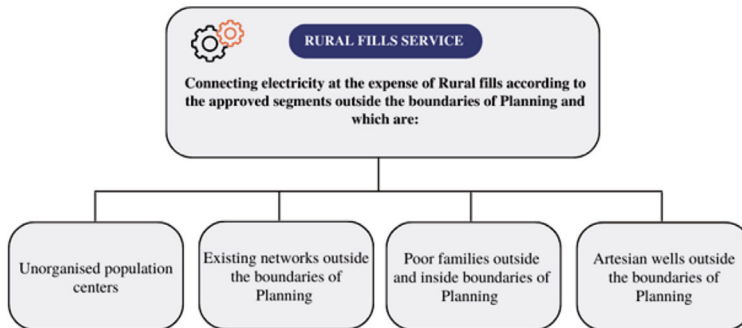 RURAL FILLS SERVICE
Connecting electricity at the expense of Rural fills according to
the approved segments outside the boundaries of Planning and
which are:
Unorganised population
centers
Existing networks outside
the boundaries of
Planning
Poor families outside
and inside boundaries of
Planning
Artesian wells outside
the boundaries of
Planning